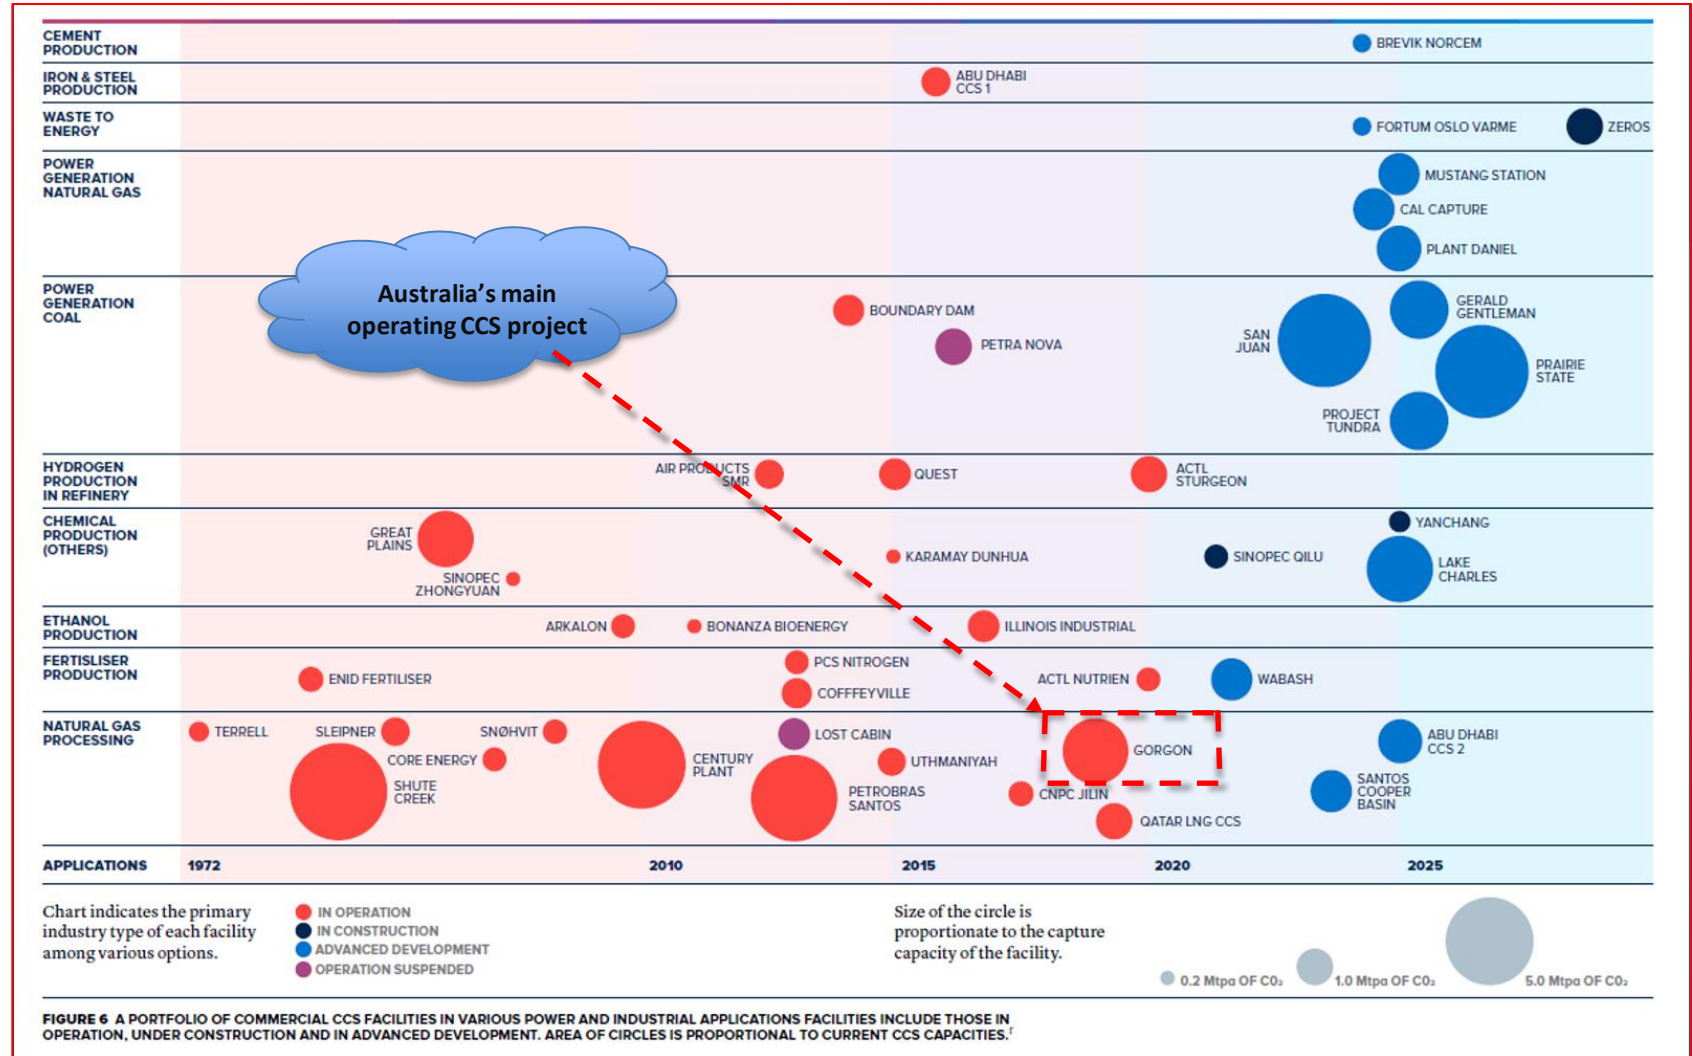 CEMENT
PRODUCTION
BREVIK NORCEM
IRON & STEEL
PRODUCTION
ABU DHABI
CCS 1
WASTE TO
ENERGY
FORTUM OSLO VARME
ZEROS
POWER
GENERATION
NATURAL GAS
MUSTANG STATION
CAL CAPTURE
PLANT DANIEL
Australia's main
operating CCS project
POWER
GENERATION
COAL
BOUNDARY DAM
PETRA NOVA
SAN
JUAN
GERALD
GENTLEMAN
PRAIRIE
STATE
PROJECT
TUNDRA
HYDROGEN
PRODUCTION
IN REFINERY
AIR PRODUCTS
SMR
QUEST
ACTL
STURGEON
CHEMICAL
PRODUCTION
(OTHERS)
GREAT
PLAINS
SINOPEC
ZHONGYUAN
KARAMAY DUNHUA
SINOPEC QILU
YANCHANG
LAKE
CHARLES
ETHANOL
PRODUCTION
ARKALON
BONANZA BIOENERGY
ILLINOIS INDUSTRIAL
FERTISLISER
PRODUCTION
ENID FERTILISER
PCS NITROGEN
COFFFEYVILLE
ACTL NUTRIEN
WABASH
NATURAL GAS
PROCESSING
TERRELL
SLEIPNER
SNØHVIT
CORE ENERGY
SHUTE
CREEK
CENTURY
PLANT
LOST CABIN
UTHMANIYAH
PETROBRAS
SANTOS
GORGON
CNPC JILIN
QATAR LNG CCS
ABU DHABI
CCS 2
SANTOS
COOPER
BASIN
APPLICATIONS 1972 2010 2015 2020 2025
Chart indicates the primary
industry type of each facility
among various options.
IN OPERATION
IN CONSTRUCTION
ADVANCED DEVELOPMENT
OPERATION SUSPENDED
Size of the circle is
proportionate to the capture
capacity of the facility.
0.2 Mtpa OF CO₂
1.0 Mtpa OF CO₂
5.0 Mtpa OF CO₂
FIGURE 6 A PORTFOLIO OF COMMERCIAL CCS FACILITIES IN VARIOUS POWER AND INDUSTRIAL APPLICATIONS FACILITIES INCLUDE THOSE IN
OPERATION, UNDER CONSTRUCTION AND IN ADVANCED DEVELOPMENT. AREA OF CIRCLES IS PROPORTIONAL TO CURRENT CCS CAPACITIES.r